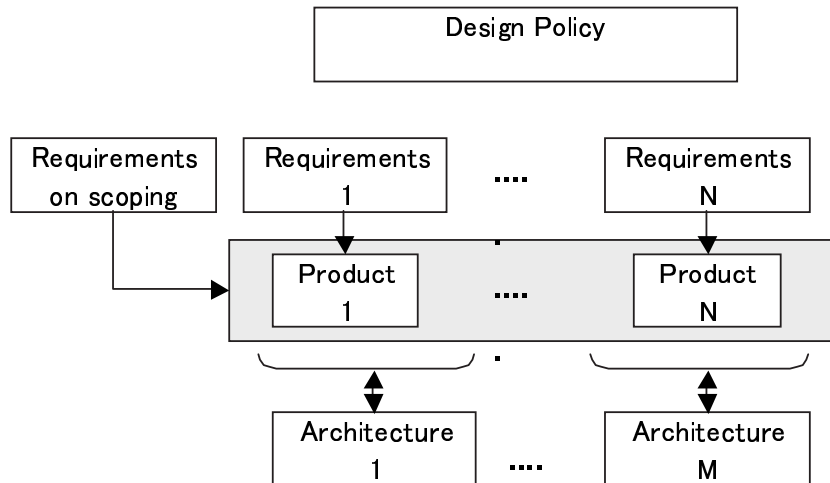 Design Policy
Requirements
on scoping
Requirements
1
....
Requirements
N
.
Product
1
....
Product
N
.
Architecture
1
....
Architecture
M